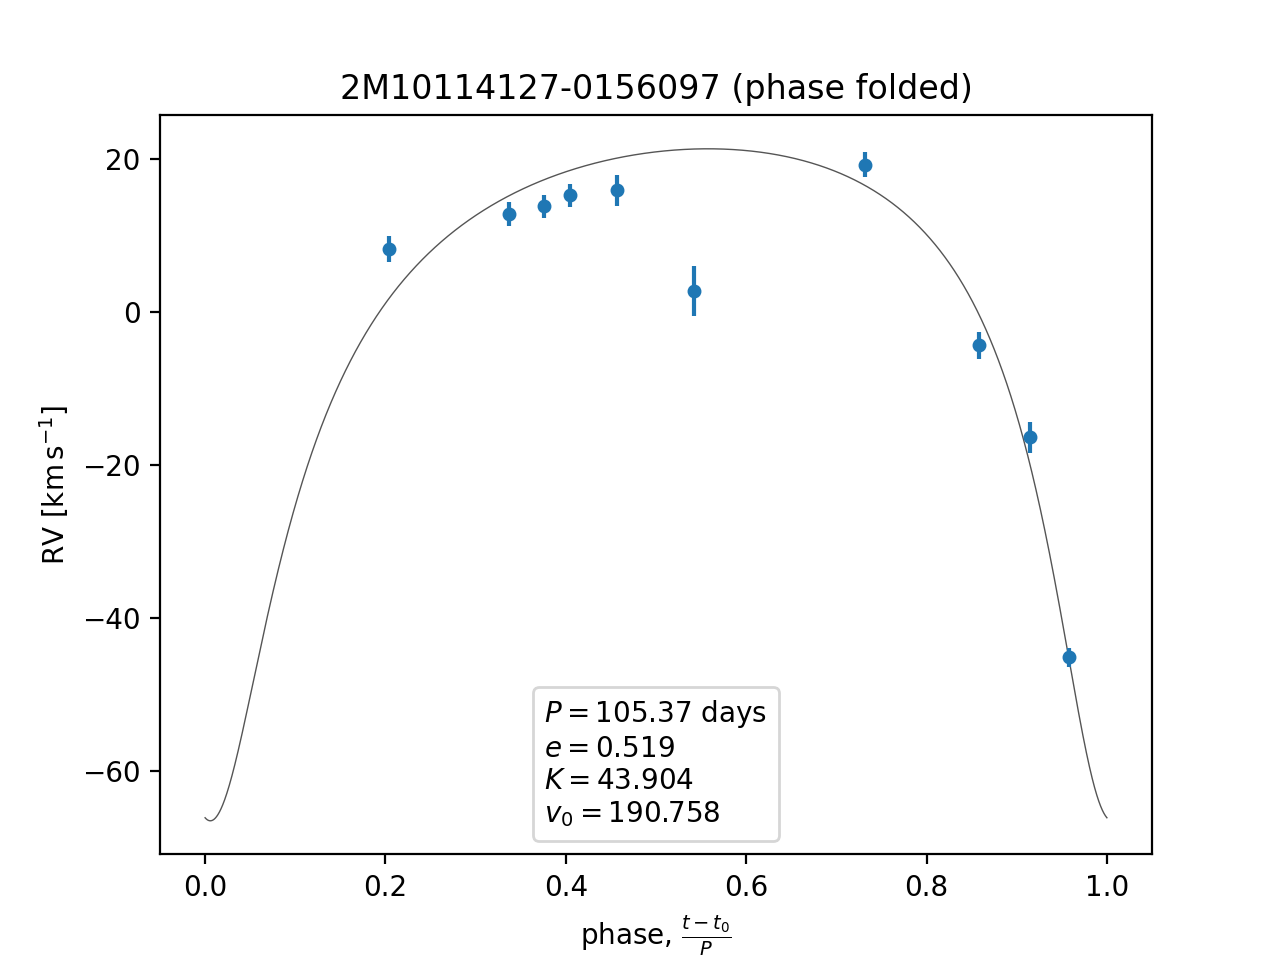 2M10114127-0156097 (phase folded)
20
0
−20
−40
−60
RV [km s⁻¹]
P = 105.37 days
e = 0.519
K = 43.904
v₀ = 190.758
0.0 0.2 0.4 0.6 0.8 1.0
phase, (t − t₀)/P